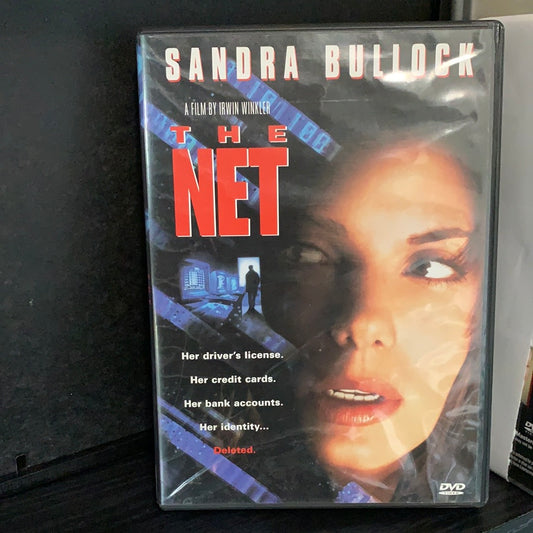 SANDRA BULLOCK
A FILM BY IRWIN WINKLER
THE
NET
Her driver's license.
Her credit cards.
Her bank accounts.
Her identity...
Deleted.
DVD
VIDEO